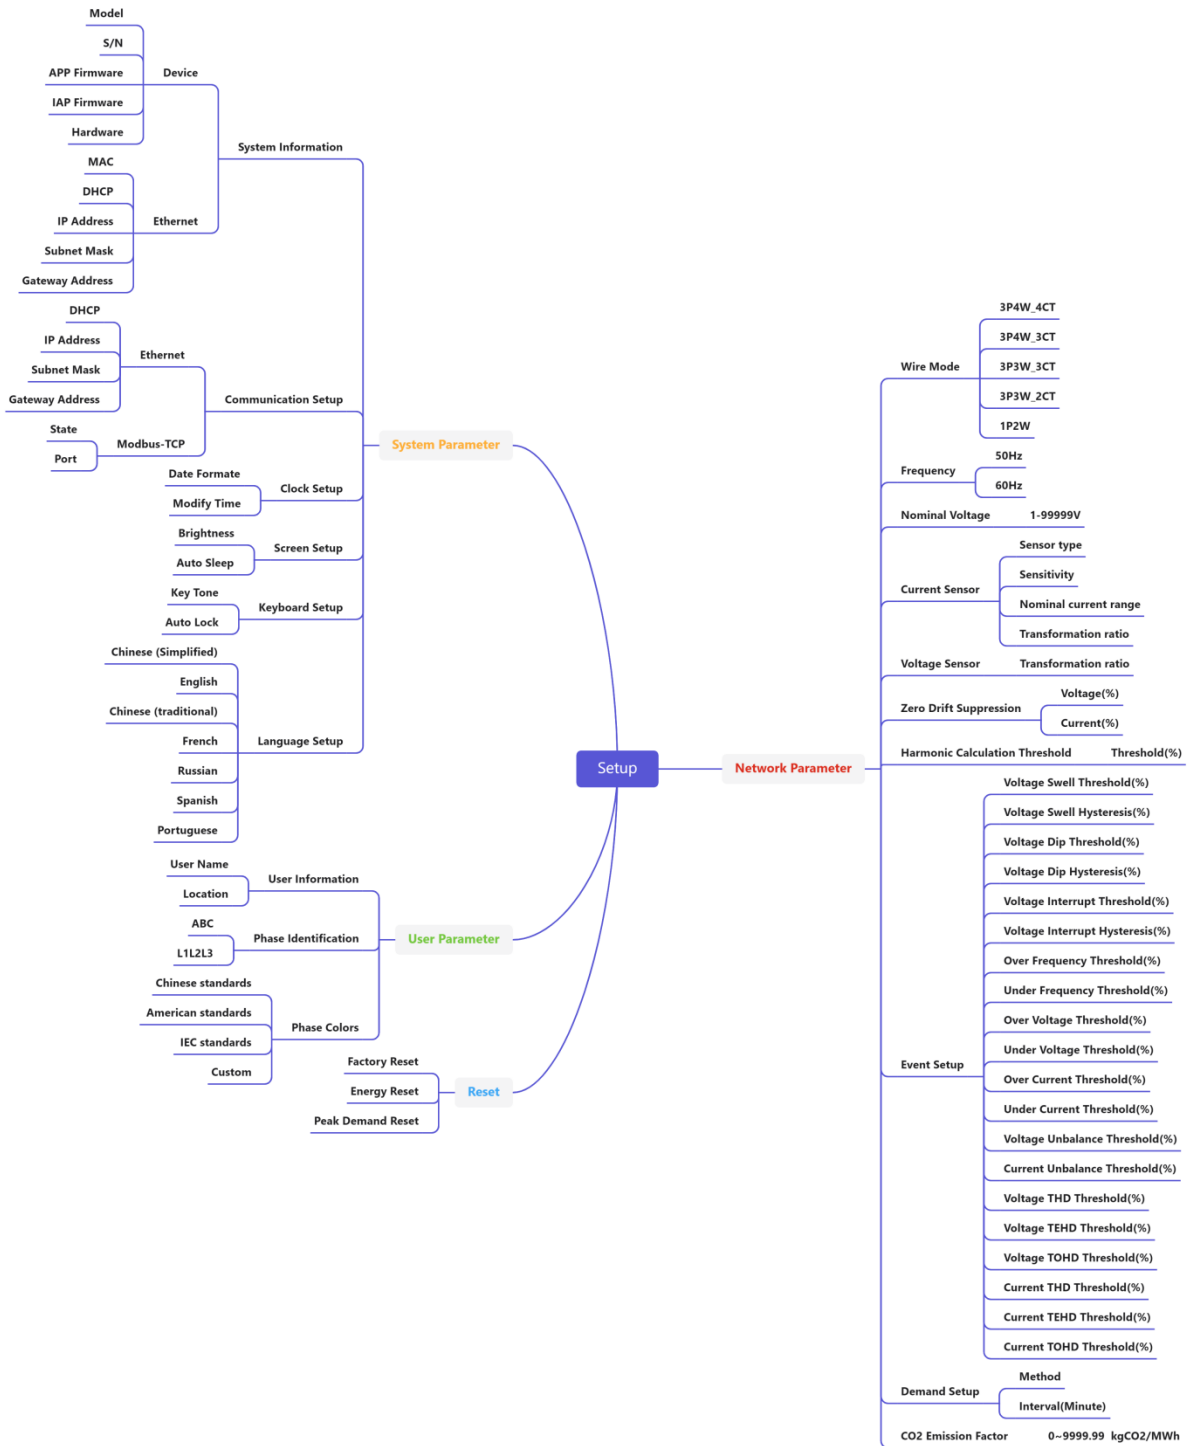 Setup
System Parameter
System Information
Device
Model
S/N
APP Firmware
IAP Firmware
Hardware
Ethernet
MAC
DHCP
IP Address
Subnet Mask
Gateway Address
Communication Setup
Ethernet
DHCP
IP Address
Subnet Mask
Gateway Address
Modbus-TCP
State
Port
Clock Setup
Date Formate
Modify Time
Screen Setup
Brightness
Auto Sleep
Keyboard Setup
Key Tone
Auto Lock
Language Setup
Chinese (Simplified)
English
Chinese (traditional)
French
Russian
Spanish
Portuguese
User Parameter
User Information
User Name
Location
Phase Identification
ABC
L1L2L3
Phase Colors
Chinese standards
American standards
IEC standards
Custom
Reset
Factory Reset
Energy Reset
Peak Demand Reset
Network Parameter
Wire Mode
3P4W_4CT
3P4W_3CT
3P3W_3CT
3P3W_2CT
1P2W
Frequency
50Hz
60Hz
Nominal Voltage
1-99999V
Current Sensor
Sensor type
Sensitivity
Nominal current range
Transformation ratio
Voltage Sensor
Transformation ratio
Zero Drift Suppression
Voltage(%)
Current(%)
Harmonic Calculation Threshold
Threshold(%)
Event Setup
Voltage Swell Threshold(%)
Voltage Swell Hysteresis(%)
Voltage Dip Threshold(%)
Voltage Dip Hysteresis(%)
Voltage Interrupt Threshold(%)
Voltage Interrupt Hysteresis(%)
Over Frequency Threshold(%)
Under Frequency Threshold(%)
Over Voltage Threshold(%)
Under Voltage Threshold(%)
Over Current Threshold(%)
Under Current Threshold(%)
Voltage Unbalance Threshold(%)
Current Unbalance Threshold(%)
Voltage THD Threshold(%)
Voltage TEHD Threshold(%)
Voltage TOHD Threshold(%)
Current THD Threshold(%)
Current TEHD Threshold(%)
Current TOHD Threshold(%)
Demand Setup
Method
Interval(Minute)
CO2 Emission Factor
0~9999.99 kgCO2/MWh